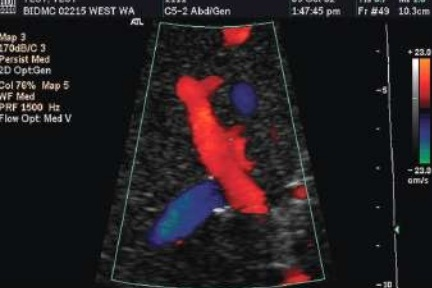 BIDMC 02215 WEST WA
C5-2 Abd/Gen
1:47:45 pm
Fr #49
10.3cm
ATL
Map 3
170dB/C 3
Persist Med
2D Opt:Gen
Col 76% Map 5
WF Med
PRF 1500 Hz
Flow Opt: Med V
+ 23.0
- 23.0
cm/s
5
10